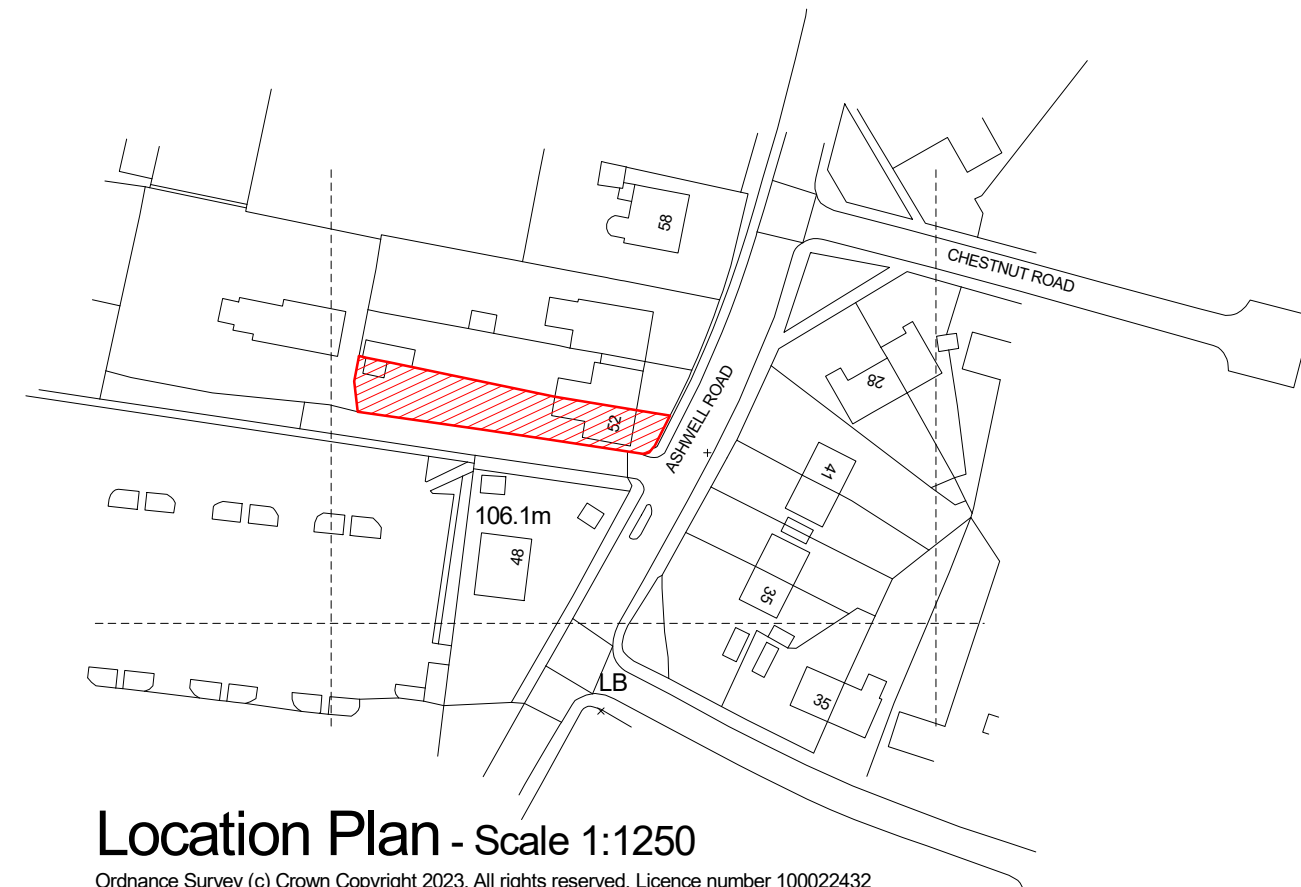 58
CHESTNUT ROAD
28
ASHWELL ROAD
52
41
106.1m
48
35
LB
35
Location Plan - Scale 1:1250
Ordnance Survey (c) Crown Copyright 2023. All rights reserved. Licence number 100022432